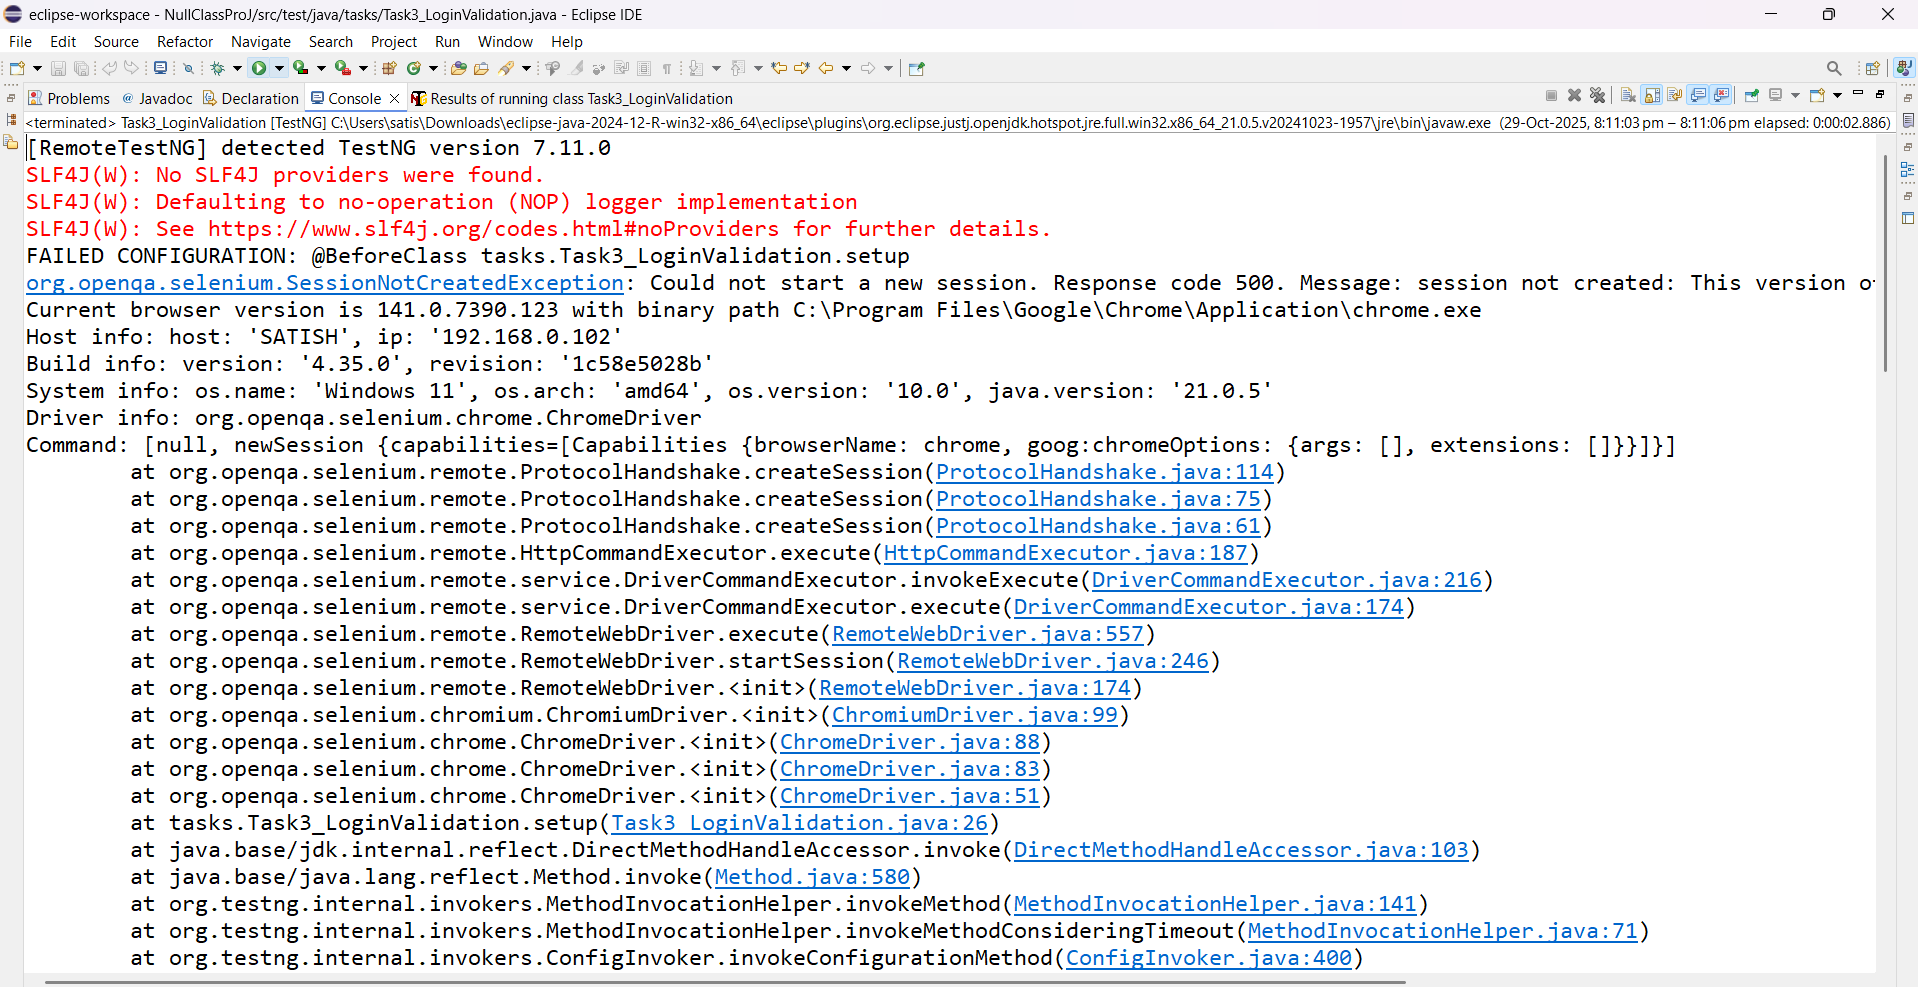 eclipse-workspace - NullClassProJ/src/test/java/tasks/Task3_LoginValidation.java - Eclipse IDE
File Edit Source Refactor Navigate Search Project Run Window Help
Problems @ Javadoc Declaration Console Results of running class Task3_LoginValidation
<terminated> Task3_LoginValidation [TestNG] C:\Users\satis\Downloads\eclipse-java-2024-12-R-win32-x86_64\eclipse\plugins\org.eclipse.justj.openjdk.hotspot.jre.full.win32.x86_64_21.0.5.v20241023-1957\jre\bin\javaw.exe (29-Oct-2025, 8:11:03 pm – 8:11:06 pm elapsed: 0:00:02.886)
[RemoteTestNG] detected TestNG version 7.11.0
SLF4J(W): No SLF4J providers were found.
SLF4J(W): Defaulting to no-operation (NOP) logger implementation
SLF4J(W): See https://www.slf4j.org/codes.html#noProviders for further details.
FAILED CONFIGURATION: @BeforeClass tasks.Task3_LoginValidation.setup
org.openqa.selenium.SessionNotCreatedException: Could not start a new session. Response code 500. Message: session not created: This version
Current browser version is 141.0.7390.123 with binary path C:\Program Files\Google\Chrome\Application\chrome.exe
Host info: host: 'SATISH', ip: '192.168.0.102'
Build info: version: '4.35.0', revision: '1c58e5028b'
System info: os.name: 'Windows 11', os.arch: 'amd64', os.version: '10.0', java.version: '21.0.5'
Driver info: org.openqa.selenium.chrome.ChromeDriver
Command: [null, newSession {capabilities=[Capabilities {browserName: chrome, goog:chromeOptions: {args: [], extensions: []}}]}]
at org.openqa.selenium.remote.ProtocolHandshake.createSession(ProtocolHandshake.java:114)
at org.openqa.selenium.remote.ProtocolHandshake.createSession(ProtocolHandshake.java:75)
at org.openqa.selenium.remote.ProtocolHandshake.createSession(ProtocolHandshake.java:61)
at org.openqa.selenium.remote.HttpCommandExecutor.execute(HttpCommandExecutor.java:187)
at org.openqa.selenium.remote.service.DriverCommandExecutor.invokeExecute(DriverCommandExecutor.java:216)
at org.openqa.selenium.remote.service.DriverCommandExecutor.execute(DriverCommandExecutor.java:174)
at org.openqa.selenium.remote.RemoteWebDriver.execute(RemoteWebDriver.java:557)
at org.openqa.selenium.remote.RemoteWebDriver.startSession(RemoteWebDriver.java:246)
at org.openqa.selenium.remote.RemoteWebDriver.<init>(RemoteWebDriver.java:174)
at org.openqa.selenium.chromium.ChromiumDriver.<init>(ChromiumDriver.java:99)
at org.openqa.selenium.chrome.ChromeDriver.<init>(ChromeDriver.java:88)
at org.openqa.selenium.chrome.ChromeDriver.<init>(ChromeDriver.java:83)
at org.openqa.selenium.chrome.ChromeDriver.<init>(ChromeDriver.java:51)
at tasks.Task3_LoginValidation.setup(Task3_LoginValidation.java:26)
at java.base/jdk.internal.reflect.DirectMethodHandleAccessor.invoke(DirectMethodHandleAccessor.java:103)
at java.base/java.lang.reflect.Method.invoke(Method.java:580)
at org.testng.internal.invokers.MethodInvocationHelper.invokeMethod(MethodInvocationHelper.java:141)
at org.testng.internal.invokers.MethodInvocationHelper.invokeMethodConsideringTimeout(MethodInvocationHelper.java:71)
at org.testng.internal.invokers.ConfigInvoker.invokeConfigurationMethod(ConfigInvoker.java:400)